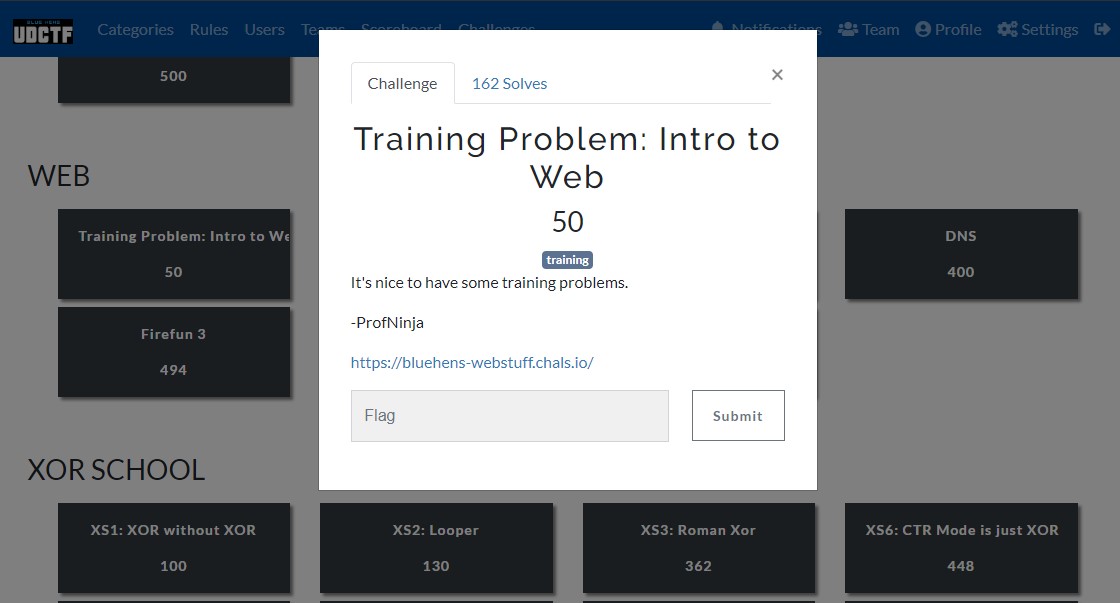 BLUE HENS
UDCTF
Categories Rules Users Teams Scoreboard Challenges Notifications Team Profile Settings
500
Challenge 162 Solves ×
Training Problem: Intro to
Web
50
training
It's nice to have some training problems.
-ProfNinja
https://bluehens-webstuff.chals.io/
Flag Submit
WEB
Training Problem: Intro to We
50
DNS
400
Firefun 3
494
XOR SCHOOL
XS1: XOR without XOR
100
XS2: Looper
130
XS3: Roman Xor
362
XS6: CTR Mode is just XOR
448